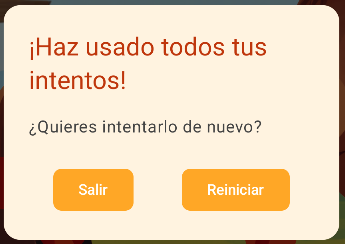 ¡Haz usado todos tus
intentos!
¿Quieres intentarlo de nuevo?
Salir
Reiniciar